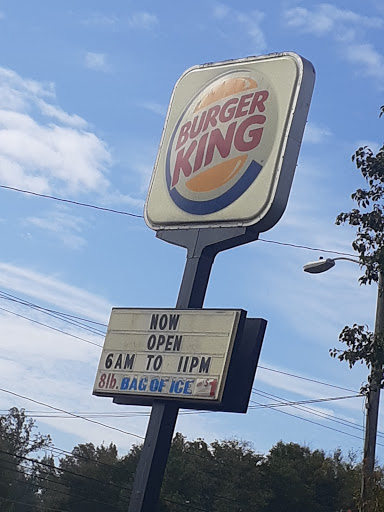 BURGER
KING
NOW
OPEN
6AM TO 11PM
8lb. BAG OF ICE $1